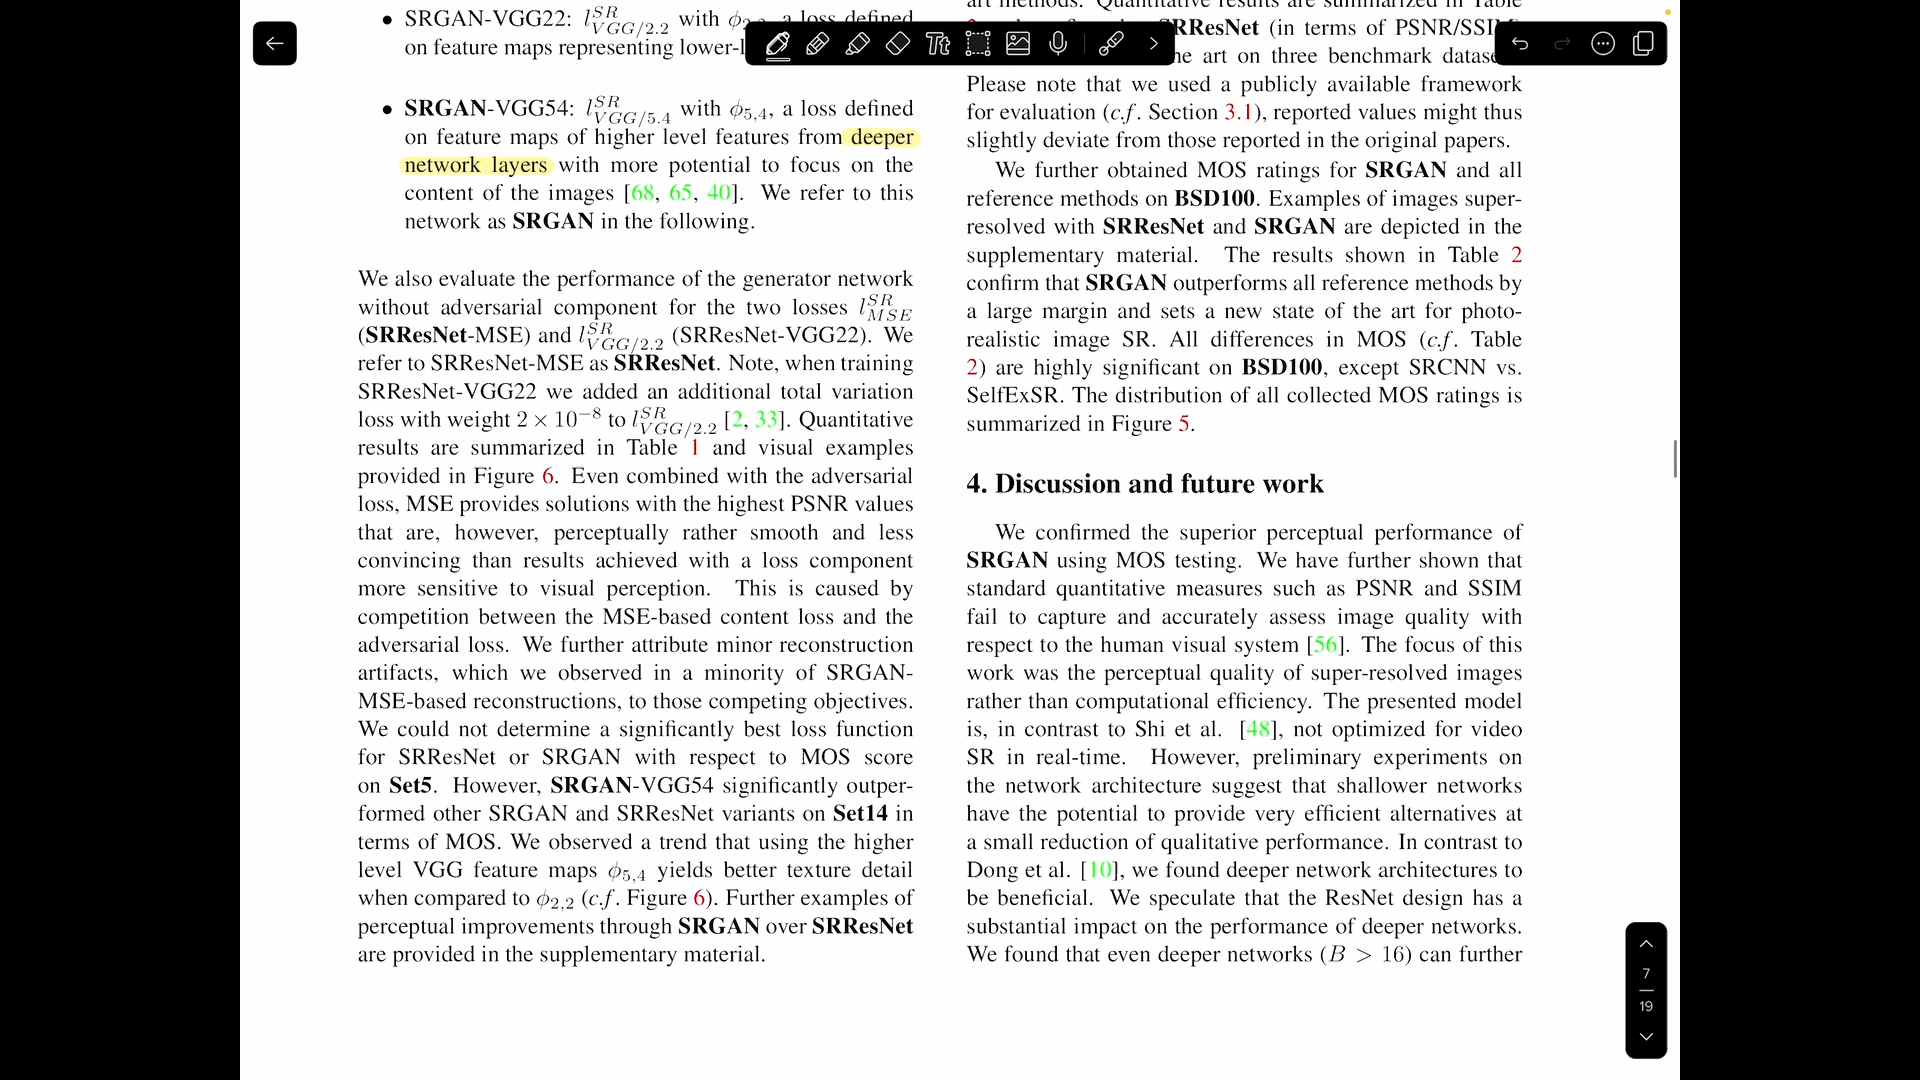 • SRGAN-VGG22: l^{SR}_{VGG/2.2} with ϕ a loss defined
on feature maps representing
• SRGAN-VGG54: l^{SR}_{VGG/5.4} with ϕ_{5,4}, a loss defined
on feature maps of higher level features from deeper
network layers with more potential to focus on the
content of the images [68, 65, 40]. We refer to this
network as SRGAN in the following.
We also evaluate the performance of the generator network
without adversarial component for the two losses l^{SR}_{MSE}
(SRResNet-MSE) and l^{SR}_{VGG/2.2} (SRResNet-VGG22). We
refer to SRResNet-MSE as SRResNet. Note, when training
SRResNet-VGG22 we added an additional total variation
loss with weight 2 × 10^{−8} to l^{SR}_{VGG/2.2} [2, 33]. Quantitative
results are summarized in Table 1 and visual examples
provided in Figure 6. Even combined with the adversarial
loss, MSE provides solutions with the highest PSNR values
that are, however, perceptually rather smooth and less
convincing than results achieved with a loss component
more sensitive to visual perception. This is caused by
competition between the MSE-based content loss and the
adversarial loss. We further attribute minor reconstruction
artifacts, which we observed in a minority of SRGAN-
MSE-based reconstructions, to those competing objectives.
We could not determine a significantly best loss function
for SRResNet or SRGAN with respect to MOS score
on Set5. However, SRGAN-VGG54 significantly outper-
formed other SRGAN and SRResNet variants on Set14 in
terms of MOS. We observed a trend that using the higher
level VGG feature maps ϕ_{5,4} yields better texture detail
when compared to ϕ_{2,2} (c.f. Figure 6). Further examples of
perceptual improvements through SRGAN over SRResNet
are provided in the supplementary material.
art methods. Quantitative results are summarized in Table
SRResNet (in terms of PSNR/SSIM)
the art on three benchmark datasets.
Please note that we used a publicly available framework
for evaluation (c.f. Section 3.1), reported values might thus
slightly deviate from those reported in the original papers.
We further obtained MOS ratings for SRGAN and all
reference methods on BSD100. Examples of images super-
resolved with SRResNet and SRGAN are depicted in the
supplementary material. The results shown in Table 2
confirm that SRGAN outperforms all reference methods by
a large margin and sets a new state of the art for photo-
realistic image SR. All differences in MOS (c.f. Table
2) are highly significant on BSD100, except SRCNN vs.
SelfExSR. The distribution of all collected MOS ratings is
summarized in Figure 5.
4. Discussion and future work
We confirmed the superior perceptual performance of
SRGAN using MOS testing. We have further shown that
standard quantitative measures such as PSNR and SSIM
fail to capture and accurately assess image quality with
respect to the human visual system [56]. The focus of this
work was the perceptual quality of super-resolved images
rather than computational efficiency. The presented model
is, in contrast to Shi et al. [48], not optimized for video
SR in real-time. However, preliminary experiments on
the network architecture suggest that shallower networks
have the potential to provide very efficient alternatives at
a small reduction of qualitative performance. In contrast to
Dong et al. [10], we found deeper network architectures to
be beneficial. We speculate that the ResNet design has a
substantial impact on the performance of deeper networks.
We found that even deeper networks (B > 16) can further
Tt
7
19